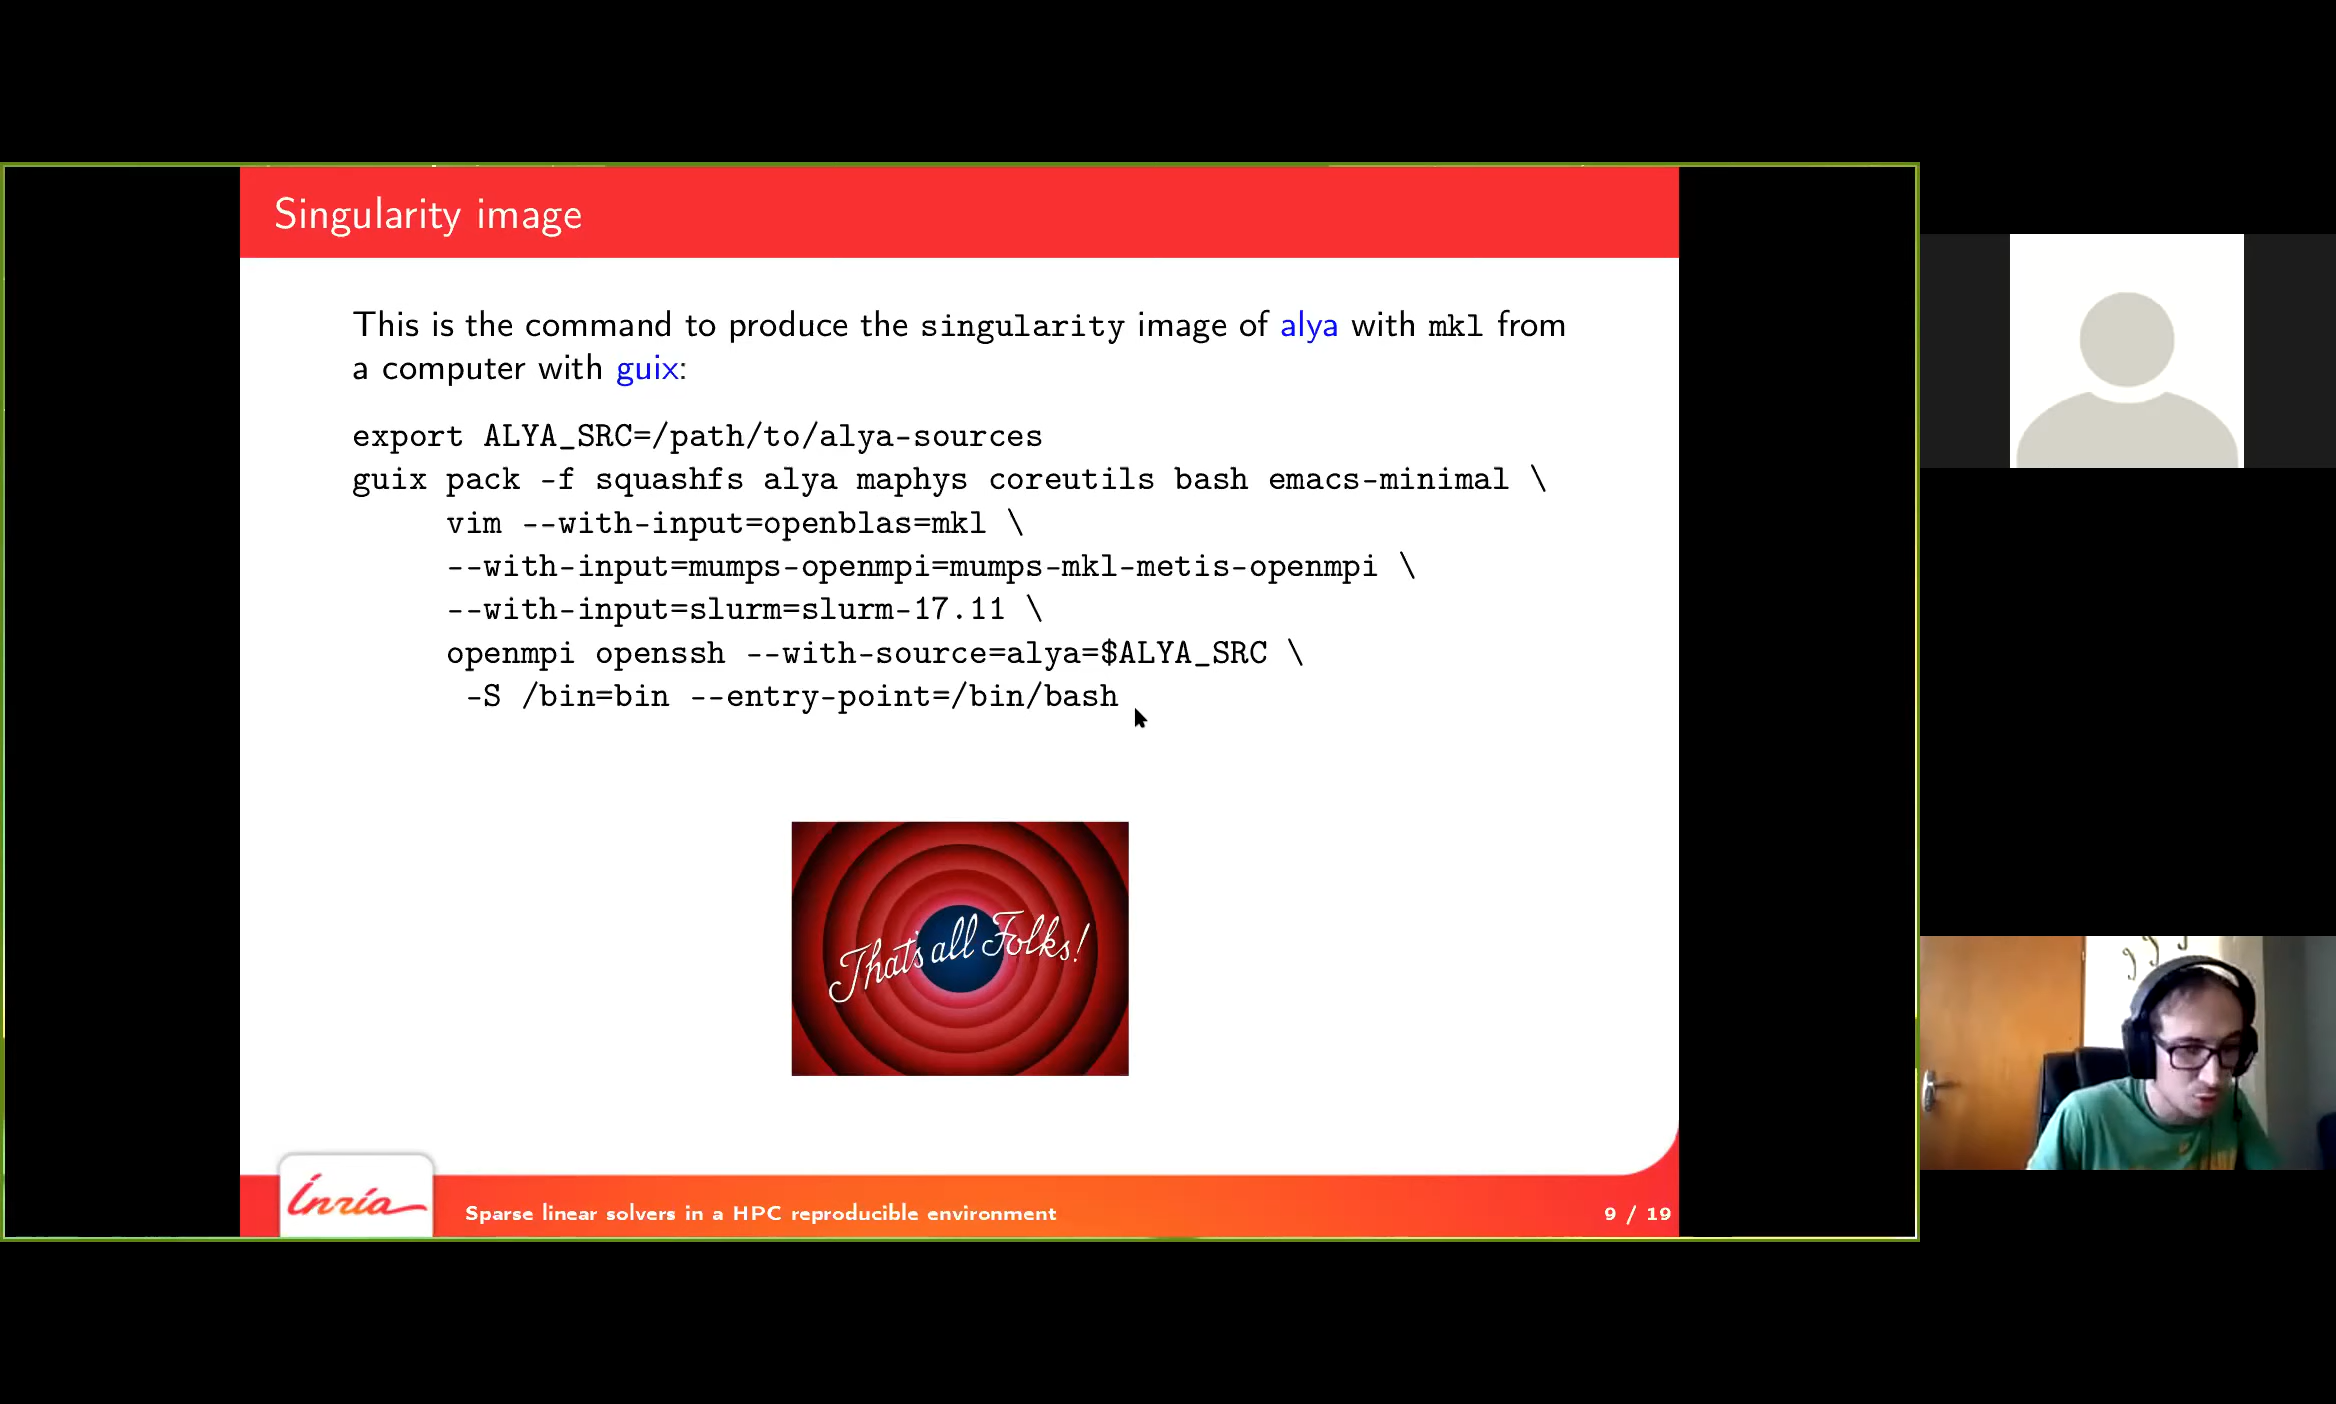 Singularity image
This is the command to produce the singularity image of alya with mkl from
a computer with guix:
export ALYA_SRC=/path/to/alya-sources
guix pack -f squashfs alya maphys coreutils bash emacs-minimal \
vim --with-input=openblas=mkl \
--with-input=mumps-openmpi=mumps-mkl-metis-openmpi \
--with-input=slurm=slurm-17.11 \
openmpi openssh --with-source=alya=$ALYA_SRC \
-S /bin=bin --entry-point=/bin/bash
That's all Folks!
Inria
Sparse linear solvers in a HPC reproducible environment
9 / 19